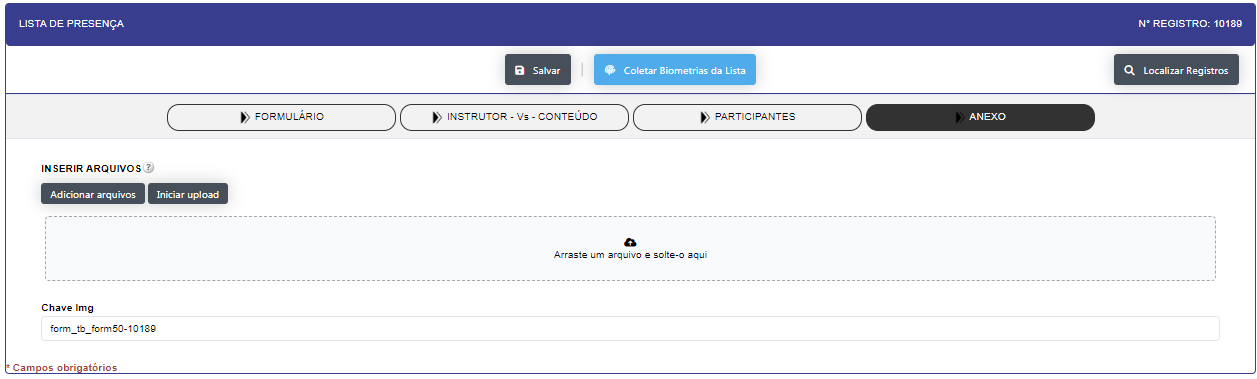 LISTA DE PRESENÇA
N° REGISTRO: 10189
Salvar
Coletar Biometrias da Lista
Localizar Registros
FORMULÁRIO
INSTRUTOR - Vs - CONTEÚDO
PARTICIPANTES
ANEXO
INSERIR ARQUIVOS ?
Adicionar arquivos
Iniciar upload
Arraste um arquivo e solte-o aqui
Chave Img
form_tb_form50-10189
* Campos obrigatórios